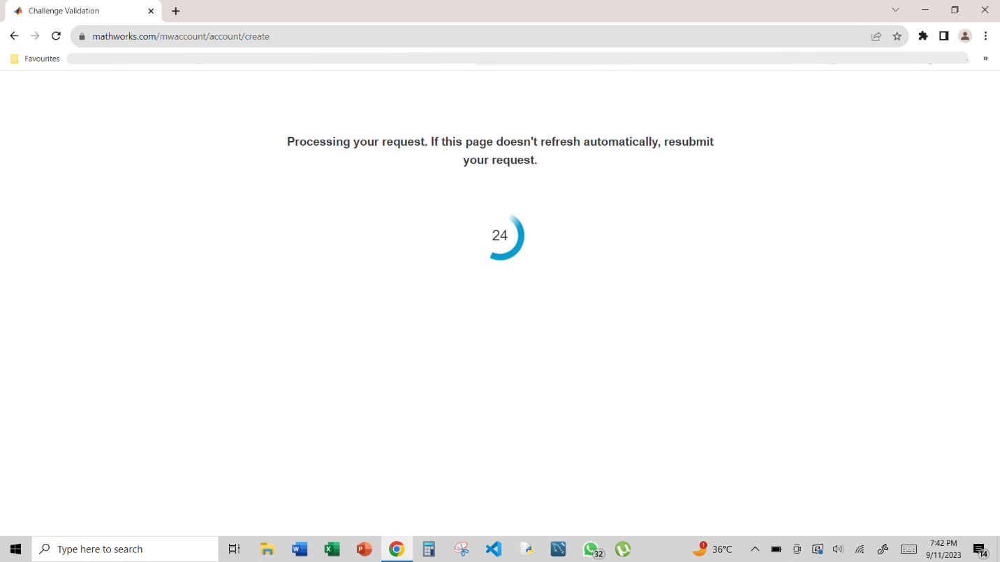 Challenge Validation
mathworks.com/mwaccount/account/create
Favourites
»
Processing your request. If this page doesn't refresh automatically, resubmit
your request.
24
Type here to search
W
X
P
32
1
36°C
7:42 PM
9/11/2023
14